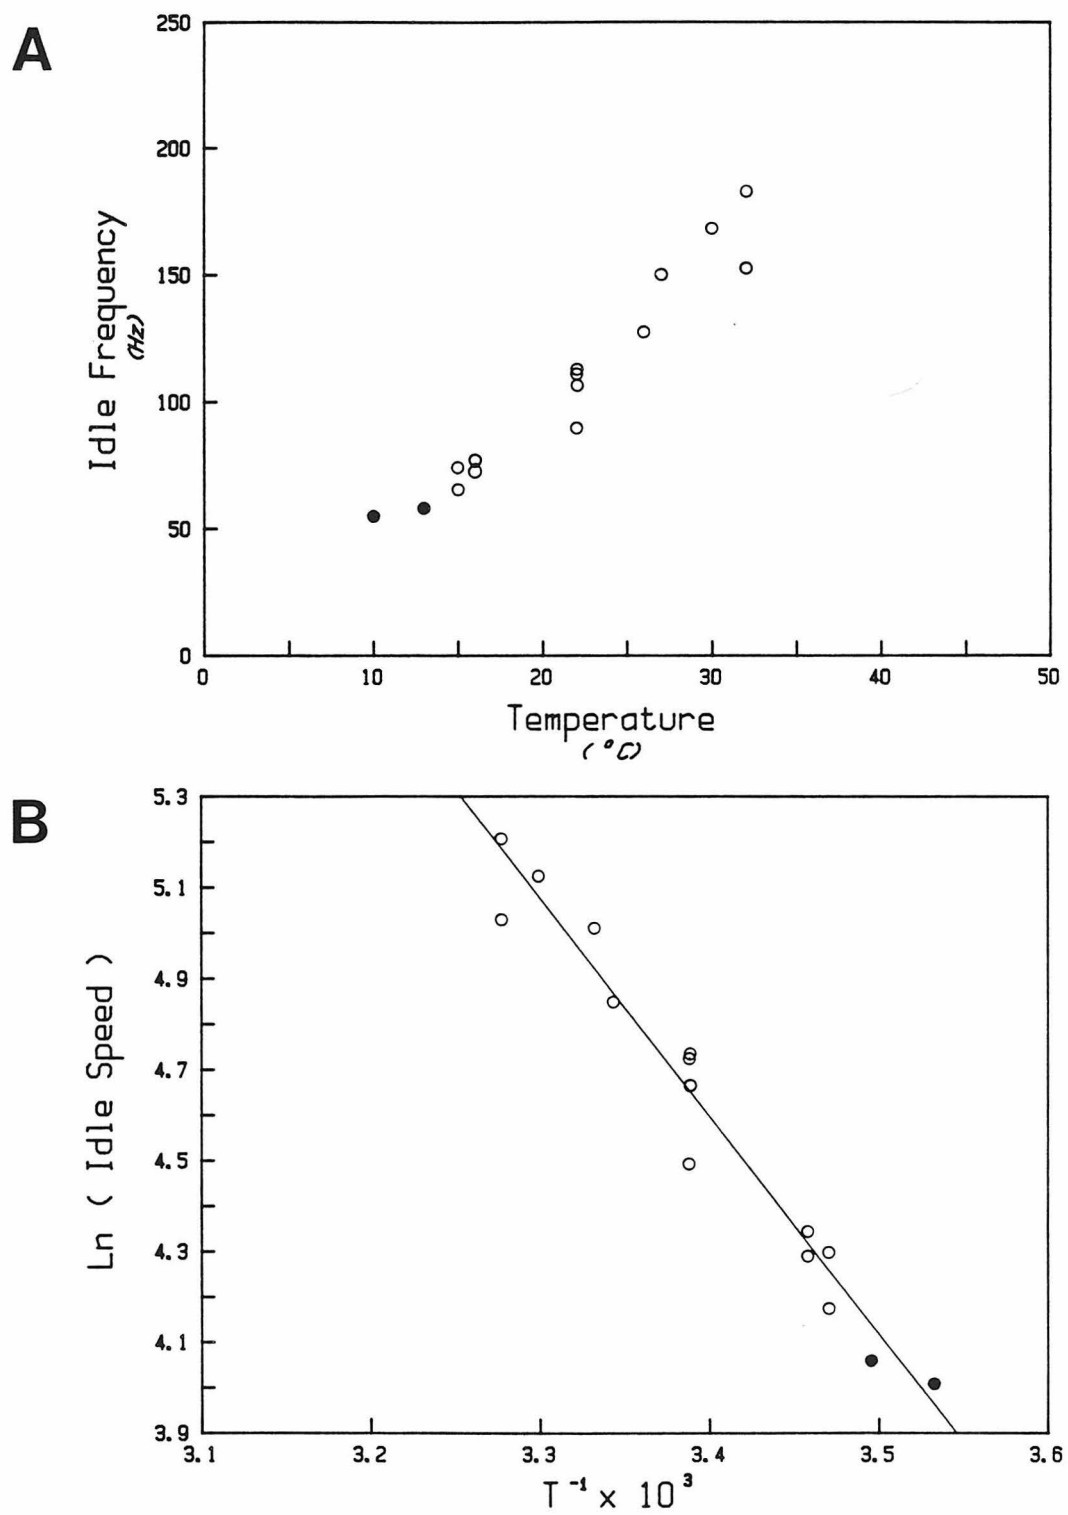 A
250
200
150
100
50
0
Idle Frequency
(Hz)
0 10 20 30 40 50
Temperature
(°C)
B
5.3
5.1
4.9
4.7
4.5
4.3
4.1
3.9
Ln ( Idle Speed )
3.1 3.2 3.3 3.4 3.5 3.6
T⁻¹ x 10³